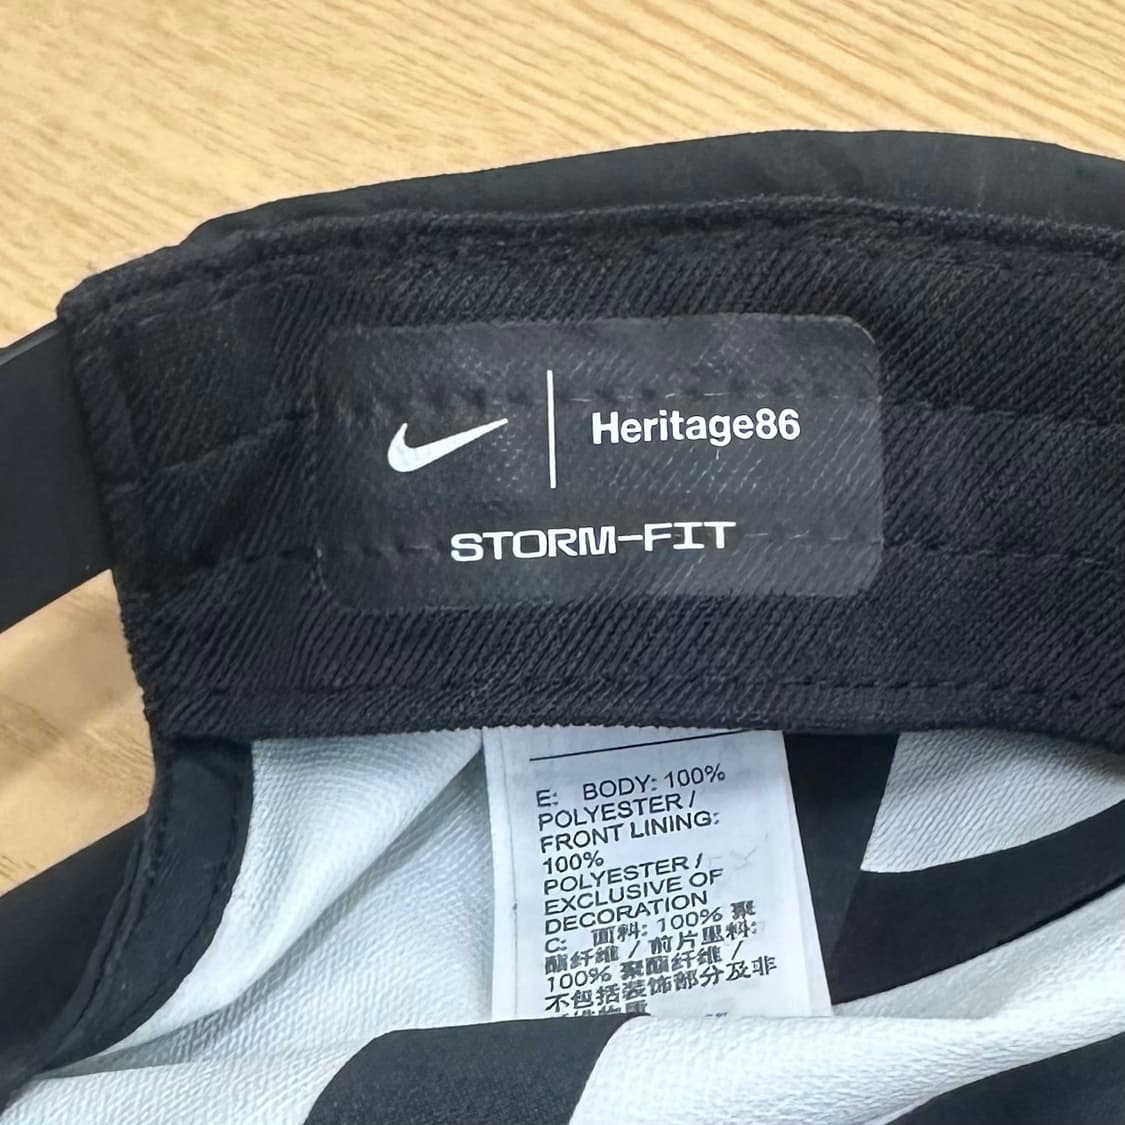 Heritage86
STORM-FIT
E: BODY: 100%
POLYESTER /
FRONT LINING:
100%
POLYESTER /
EXCLUSIVE OF
DECORATION
C: 面料: 100% 聚
酯纤维 / 前片里料:
100% 聚酯纤维 /
不包括装饰部分及非